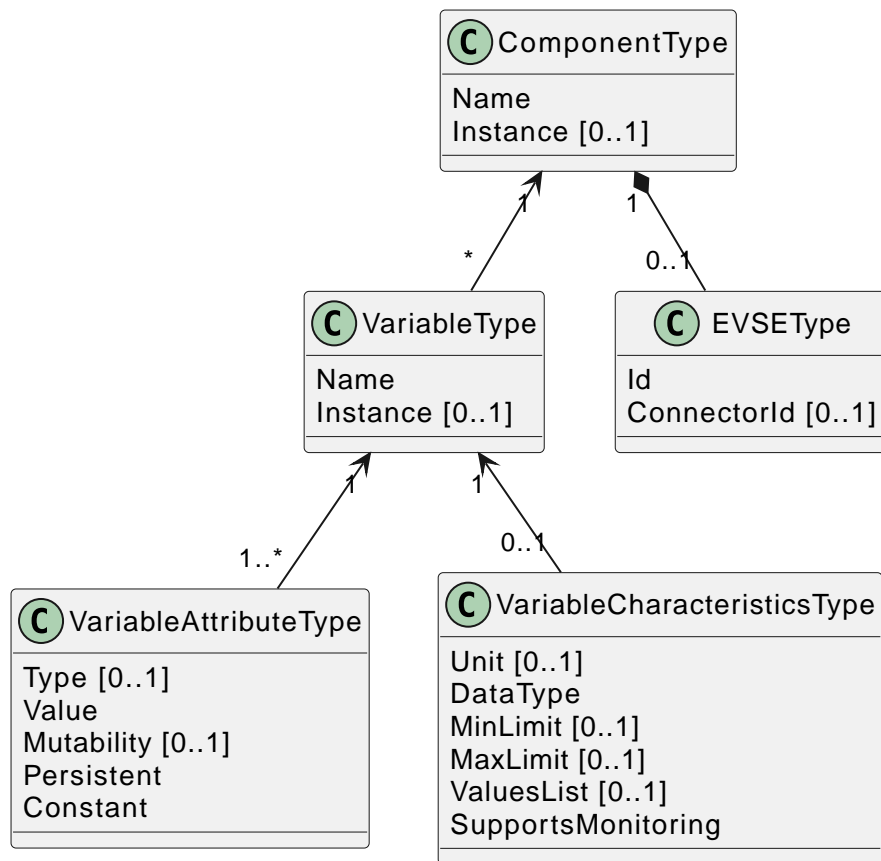 C ComponentType
Name
Instance [0..1]
1
1
*
0..1
C VariableType
Name
Instance [0..1]
C EVSEType
Id
ConnectorId [0..1]
1
1
1..*
0..1
C VariableAttributeType
Type [0..1]
Value
Mutability [0..1]
Persistent
Constant
C VariableCharacteristicsType
Unit [0..1]
DataType
MinLimit [0..1]
MaxLimit [0..1]
ValuesList [0..1]
SupportsMonitoring